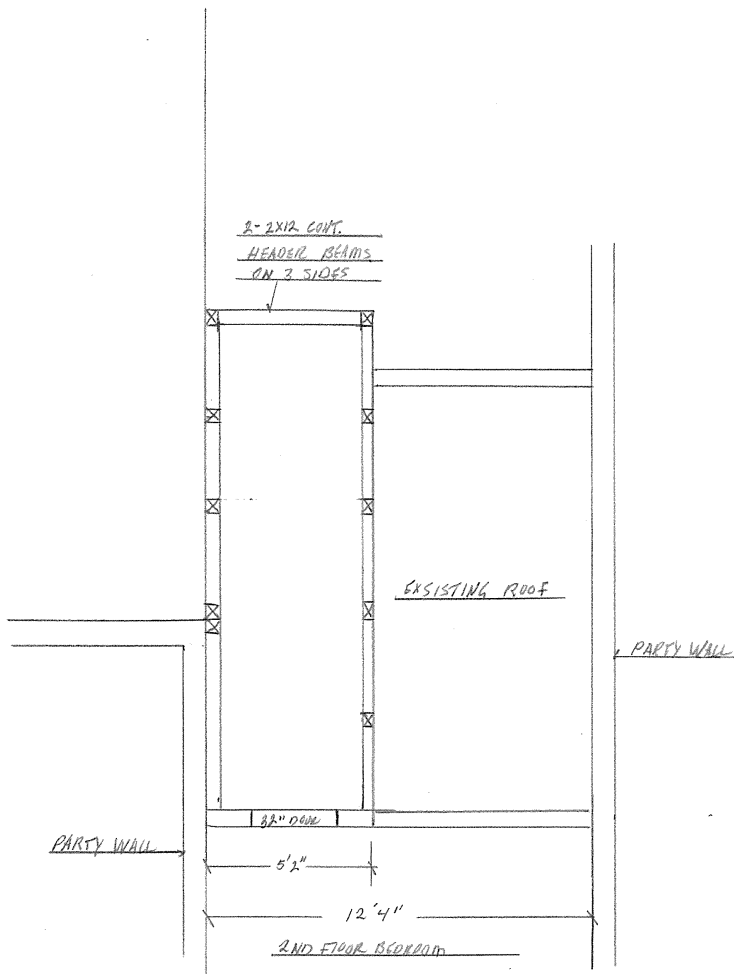 2-2X12 CONT.
HEADER BEAMS
ON 3 SIDES
EXSISTING ROOF
PARTY WALL
32" DOOR
PARTY WALL
5'2"
12'4"
2ND FLOOR BEDROOM